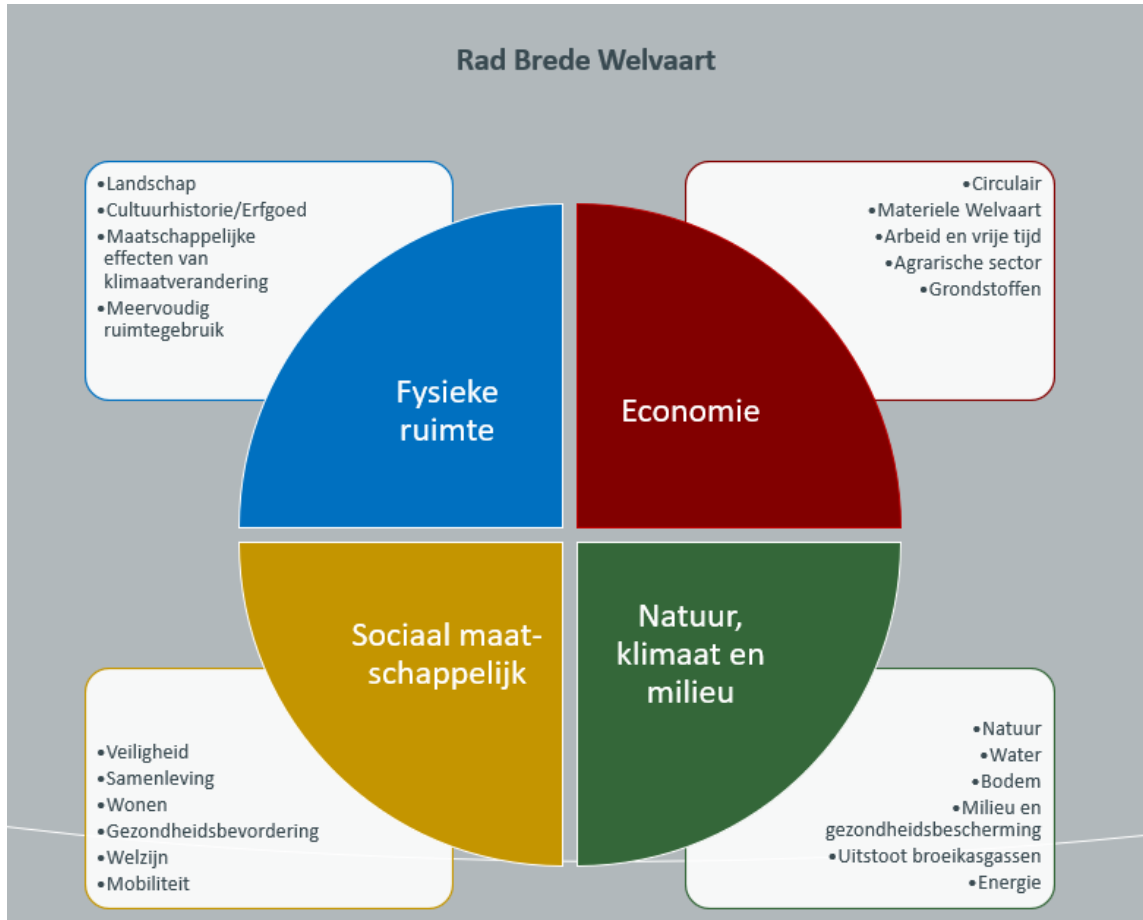 Rad Brede Welvaart
•Landschap
•Cultuurhistorie/Erfgoed
•Maatschappelijke
effecten van
klimaatverandering
•Meervoudig
ruimtegebruik
•Circulair
•Materiele Welvaart
•Arbeid en vrije tijd
•Agrarische sector
•Grondstoffen
Fysieke
ruimte
Economie
Sociaal maat-
schappelijk
Natuur,
klimaat en
milieu
•Veiligheid
•Samenleving
•Wonen
•Gezondheidsbevordering
•Welzijn
•Mobiliteit
•Natuur
•Water
•Bodem
•Milieu en
gezondheidsbescherming
•Uitstoot broeikasgassen
•Energie